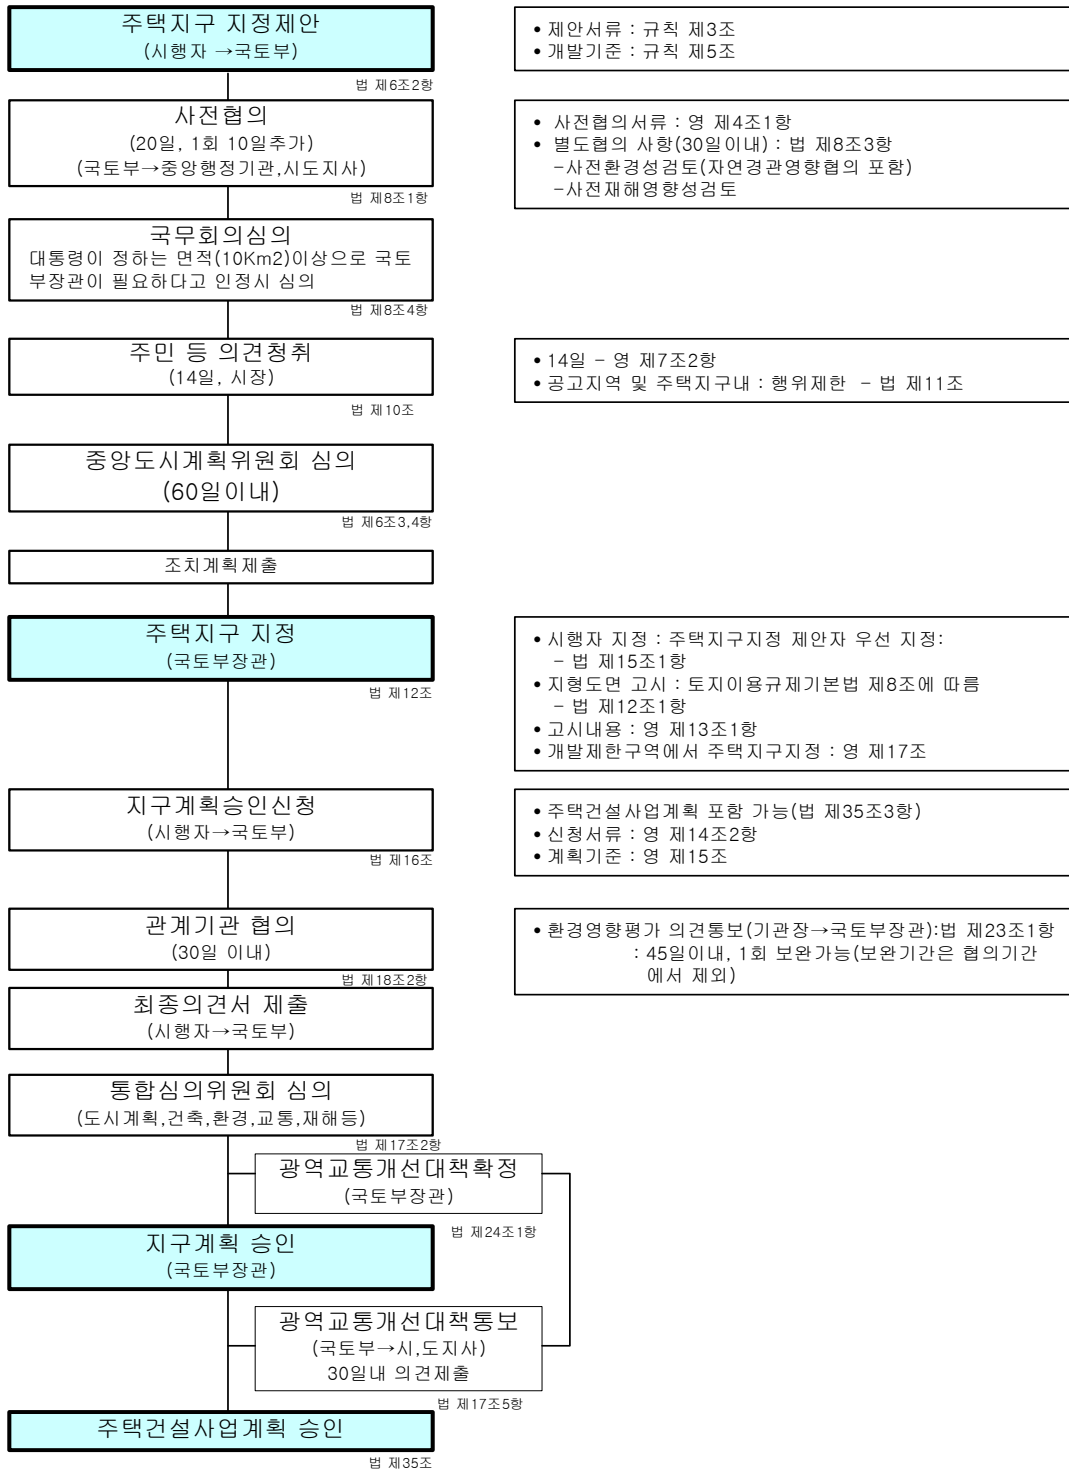 주택지구 지정제안
(시행자 →국토부)
• 제안서류 : 규칙 제3조
• 개발기준 : 규칙 제5조
법 제6조2항
사전협의
(20일, 1회 10일추가)
(국토부→중앙행정기관,시도지사)
• 사전협의서류 : 영 제4조1항
• 별도협의 사항(30일이내) : 법 제8조3항
-사전환경성검토(자연경관영향협의 포함)
-사전재해영향성검토
법 제8조1항
국무회의심의
대통령이 정하는 면적(10Km2)이상으로 국토
부장관이 필요하다고 인정시 심의
법 제8조4항
주민 등 의견청취
(14일, 시장)
• 14일 - 영 제7조2항
• 공고지역 및 주택지구내 : 행위제한 - 법 제11조
법 제10조
중앙도시계획위원회 심의
(60일이내)
법 제6조3,4항
조치계획제출
주택지구 지정
(국토부장관)
• 시행자 지정 : 주택지구지정 제안자 우선 지정:
- 법 제15조1항
• 지형도면 고시 : 토지이용규제기본법 제8조에 따름
- 법 제12조1항
• 고시내용 : 영 제13조1항
• 개발제한구역에서 주택지구지정 : 영 제17조
법 제12조
지구계획승인신청
(시행자→국토부)
• 주택건설사업계획 포함 가능(법 제35조3항)
• 신청서류 : 영 제14조2항
• 계획기준 : 영 제15조
법 제16조
관계기관 협의
(30일 이내)
• 환경영향평가 의견통보(기관장→국토부장관):법 제23조1항
: 45일이내, 1회 보완가능(보완기간은 협의기간
에서 제외)
법 제18조2항
최종의견서 제출
(시행자→국토부)
통합심의위원회 심의
(도시계획,건축,환경,교통,재해등)
법 제17조2항
광역교통개선대책확정
(국토부장관)
법 제24조1항
지구계획 승인
(국토부장관)
광역교통개선대책통보
(국토부→시,도지사)
30일내 의견제출
법 제17조5항
주택건설사업계획 승인
법 제35조